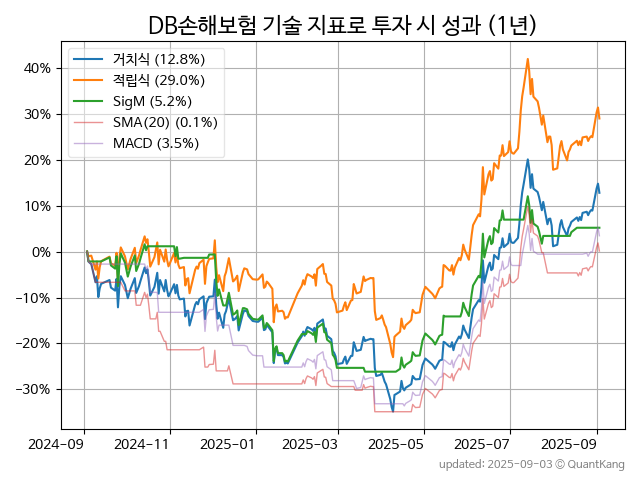 DB손해보험 기술 지표로 투자 시 성과 (1년)
거치식 (12.8%)
적립식 (29.0%)
SigM (5.2%)
SMA(20) (0.1%)
MACD (3.5%)
40%
30%
20%
10%
0%
−10%
−20%
−30%
2024-09 2024-11 2025-01 2025-03 2025-05 2025-07 2025-09
updated: 2025-09-03 © QuantKang